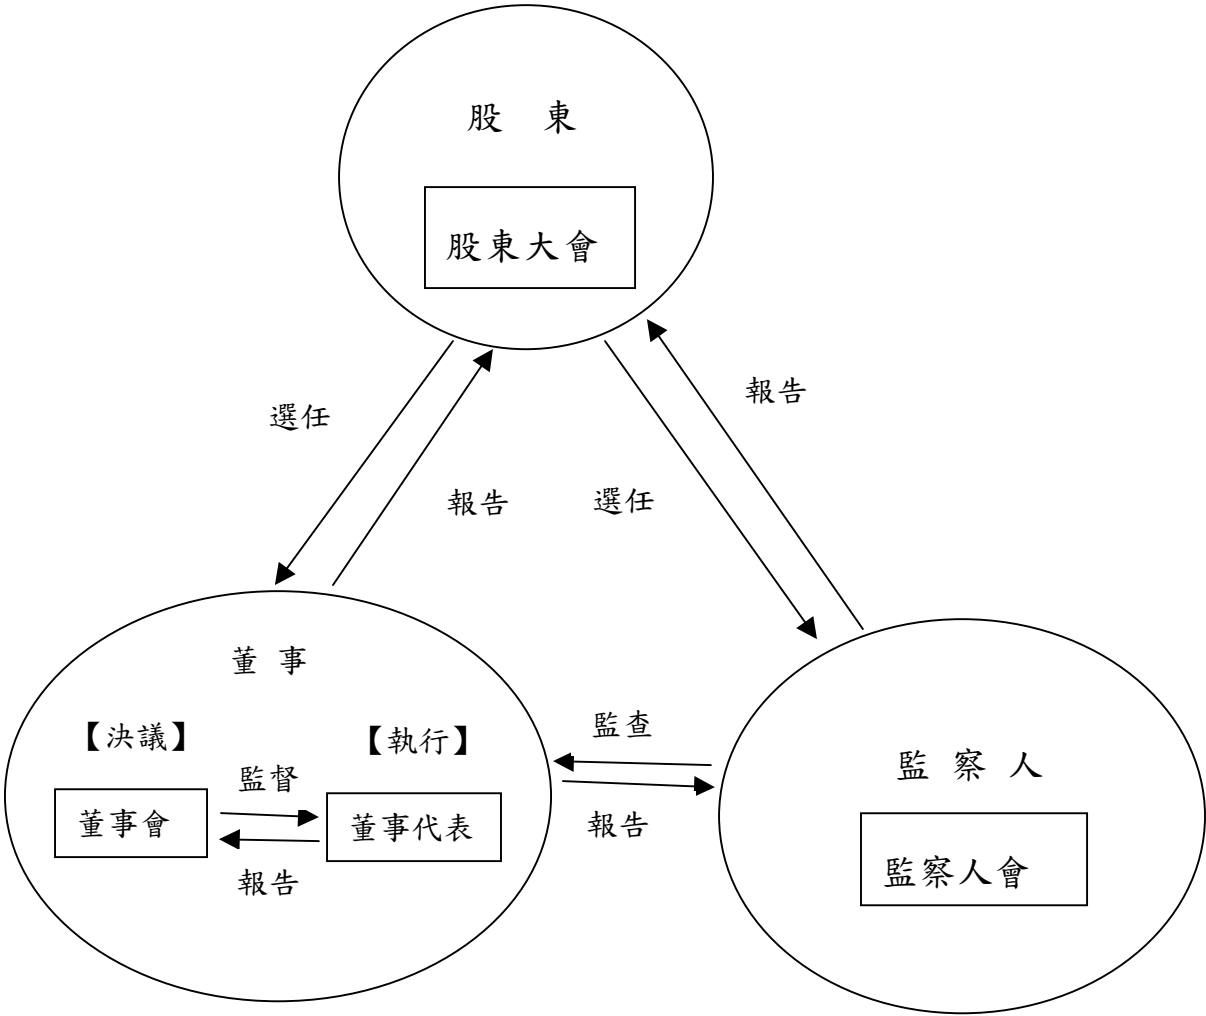 股 東
股東大會
報告
選任
報告
選任
董 事
【決議】
【執行】
監督
董事會
董事代表
報告
監查
報告
監 察 人
監察人會